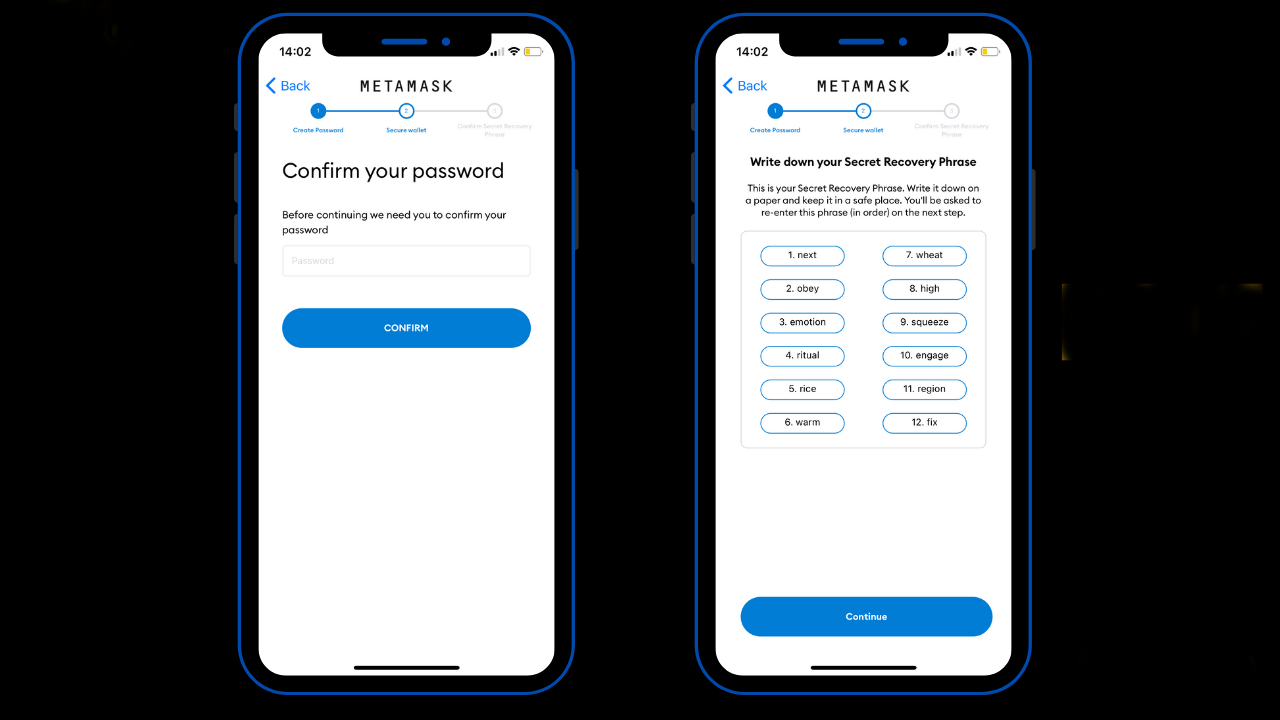 14:02
Back
METAMASK
1
2
3
Create Password
Secure wallet
Confirm Secret Recovery
Phrase
Confirm your password
Before continuing we need you to confirm your
password
Password
CONFIRM
14:02
Back
METAMASK
1
2
3
Create Password
Secure wallet
Confirm Secret Recovery
Phrase
Write down your Secret Recovery Phrase
This is your Secret Recovery Phrase. Write it down on
a paper and keep it in a safe place. You'll be asked to
re-enter this phrase (in order) on the next step.
1. next
7. wheat
2. obey
8. high
3. emotion
9. squeeze
4. ritual
10. engage
5. rice
11. region
6. warm
12. fix
Continue